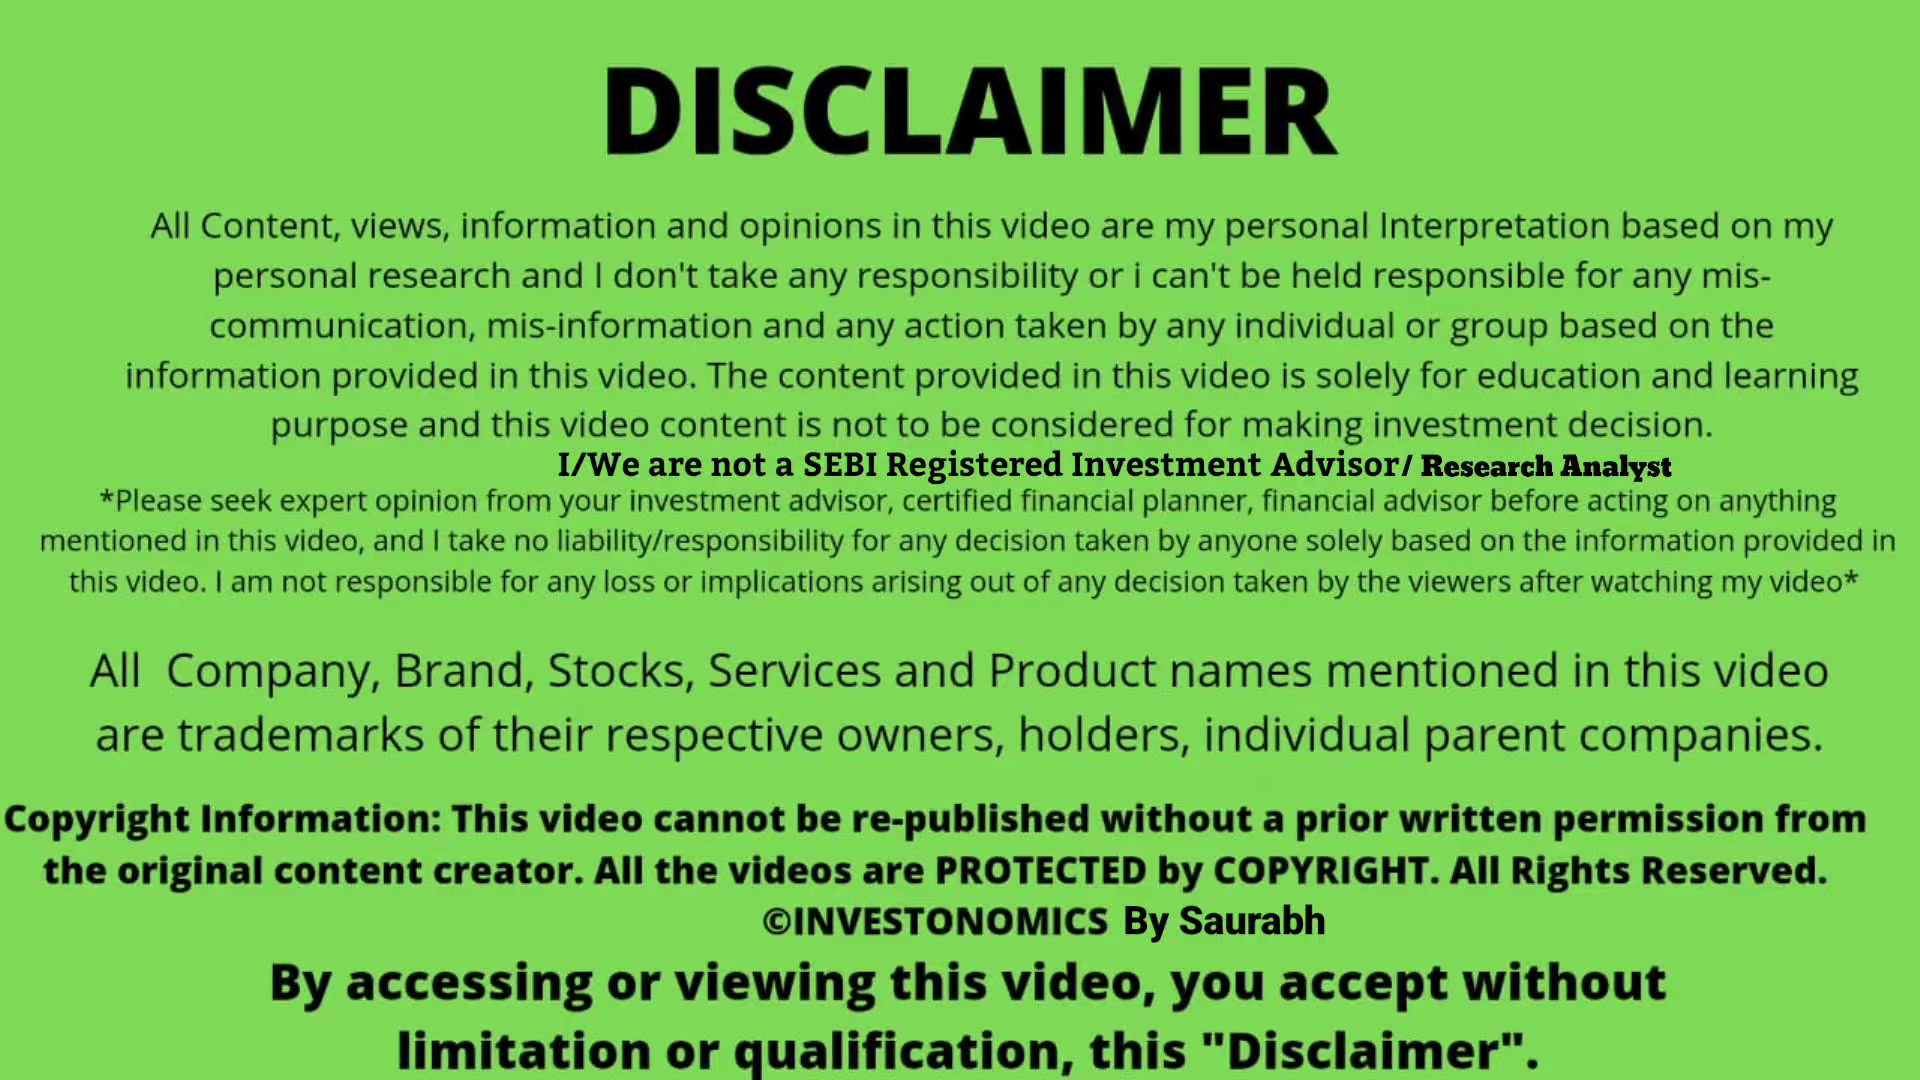 DISCLAIMER
All Content, views, information and opinions in this video are my personal Interpretation based on my
personal research and I don't take any responsibility or i can't be held responsible for any mis-
communication, mis-information and any action taken by any individual or group based on the
information provided in this video. The content provided in this video is solely for education and learning
purpose and this video content is not to be considered for making investment decision.
I/We are not a SEBI Registered Investment Advisor/ Research Analyst
*Please seek expert opinion from your investment advisor, certified financial planner, financial advisor before acting on anything
mentioned in this video, and I take no liability/responsibility for any decision taken by anyone solely based on the information provided in
this video. I am not responsible for any loss or implications arising out of any decision taken by the viewers after watching my video*
All Company, Brand, Stocks, Services and Product names mentioned in this video
are trademarks of their respective owners, holders, individual parent companies.
Copyright Information: This video cannot be re-published without a prior written permission from
the original content creator. All the videos are PROTECTED by COPYRIGHT. All Rights Reserved.
©INVESTONOMICS By Saurabh
By accessing or viewing this video, you accept without
limitation or qualification, this "Disclaimer".